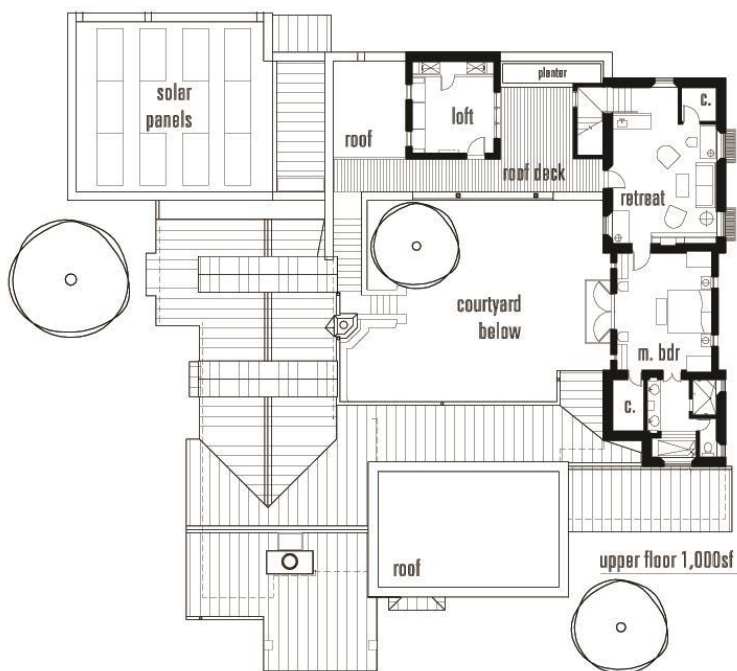 solar
panels
roof
loft
planter
c.
roof deck
retreat
courtyard
below
m. bdr
c.
roof
upper floor 1,000sf